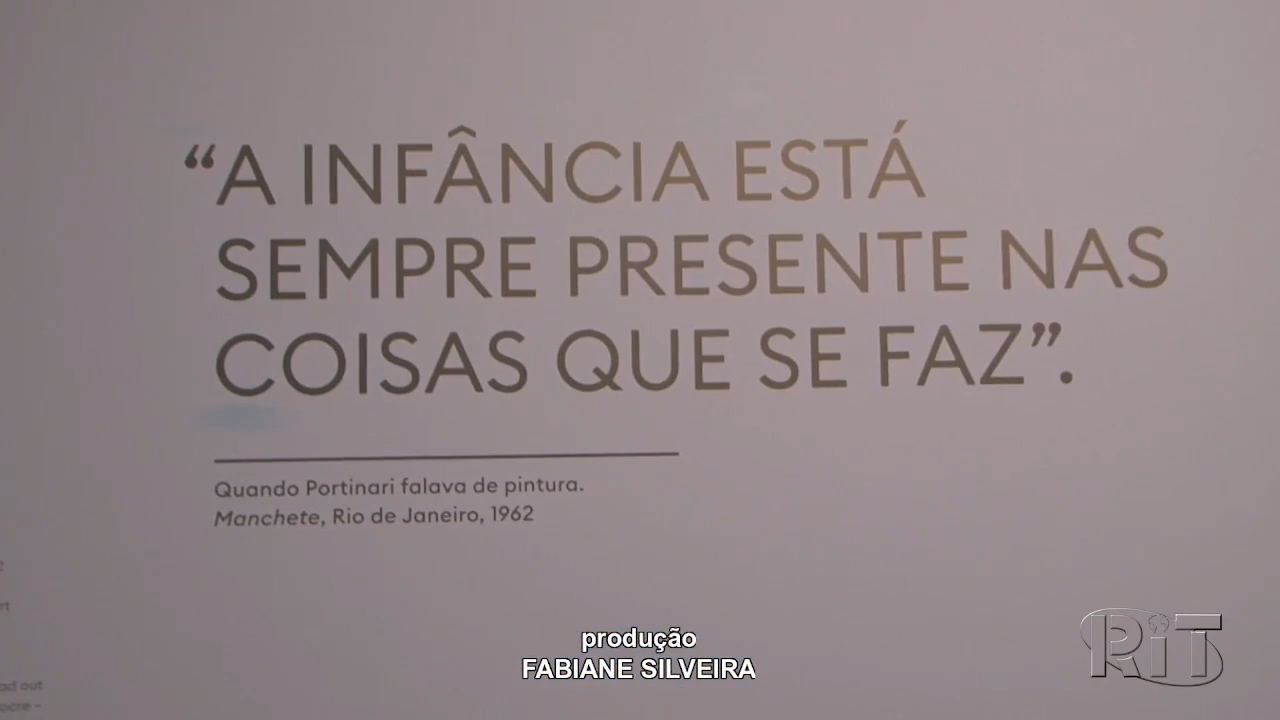 “A INFÂNCIA ESTÁ
SEMPRE PRESENTE NAS
COISAS QUE SE FAZ”.
Quando Portinari falava de pintura.
Manchete, Rio de Janeiro, 1962
produção
FABIANE SILVEIRA
RiT